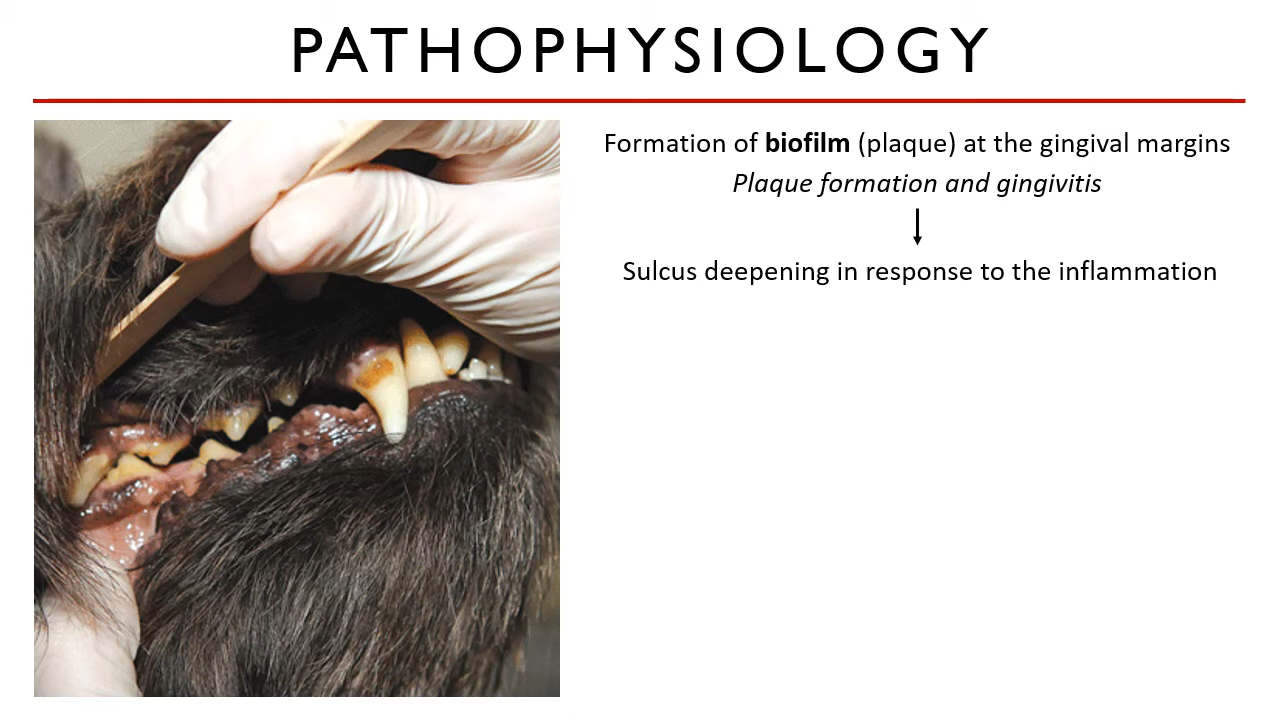 PATHOPHYSIOLOGY
Formation of biofilm (plaque) at the gingival margins
Plaque formation and gingivitis
Sulcus deepening in response to the inflammation